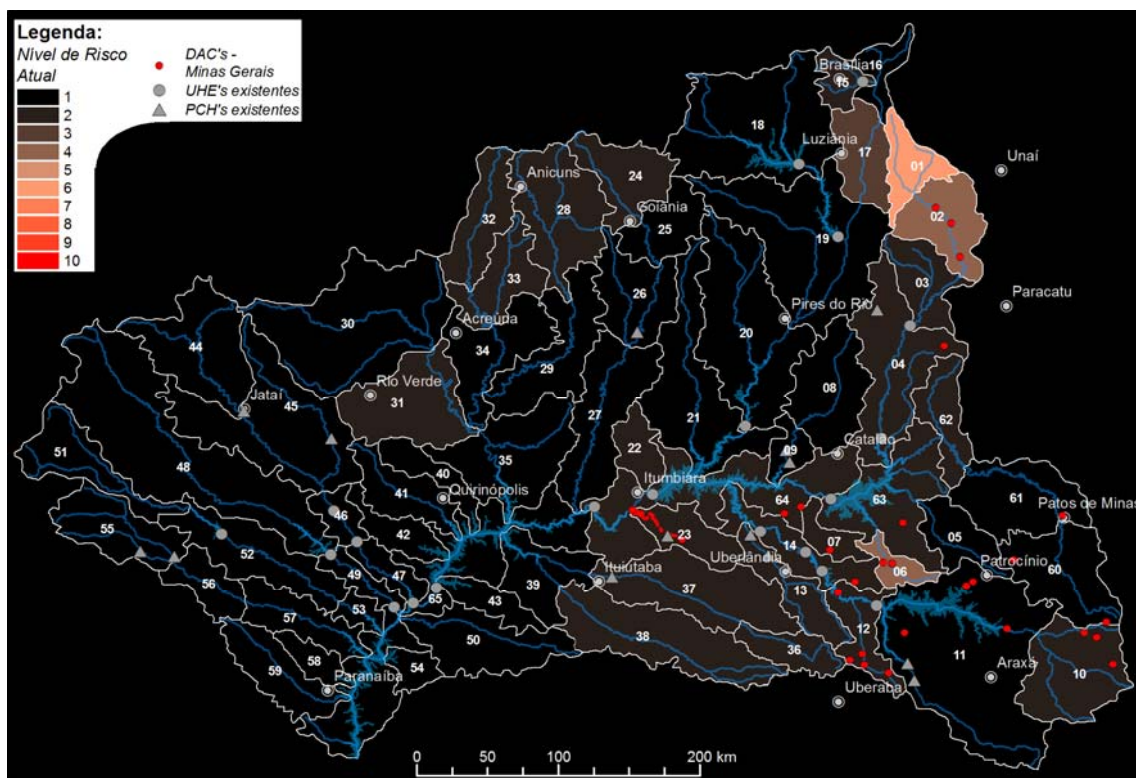 Legenda:
Nivel de Risco
Atual
1
2
3
4
5
6
7
8
9
10
DAC's -
Minas Gerais
UHE's existentes
PCH's existentes
16
Brasília
15
18
Luziânia
17
01
Unaí
02
Anicuns
24
32
28
Goiânia
25
19
33
03
26
Pires do Rio
Paracatu
30
Acreúna
34
20
44
29
04
Rio Verde
31
08
Jataí
45
27
21
62
22
09
Catalão
51
48
35
40
Quirinópolis
41
Itumbiara
64
63
61
Patos de Minas
46
42
23
14
07
05
55
52
49
47
Uberlândia
06
Patrocínio
60
56
65
39
Ituiútaba
37
13
53
43
57
12
50
38
36
11
10
58
54
59
Paranaíba
Araxá
Uberaba
0 50 100 200 km